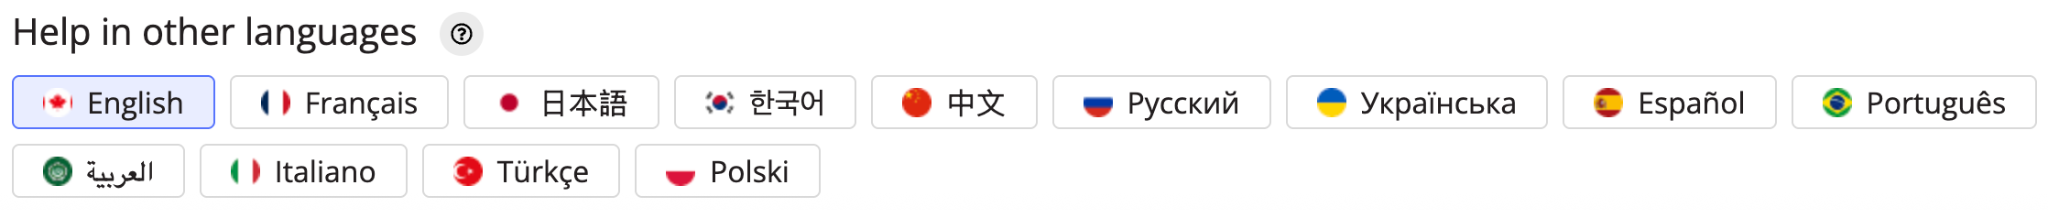 Help in other languages ?
English Français 日本語 한국어 中文 Русский Українська Español Português
العربية Italiano Türkçe Polski